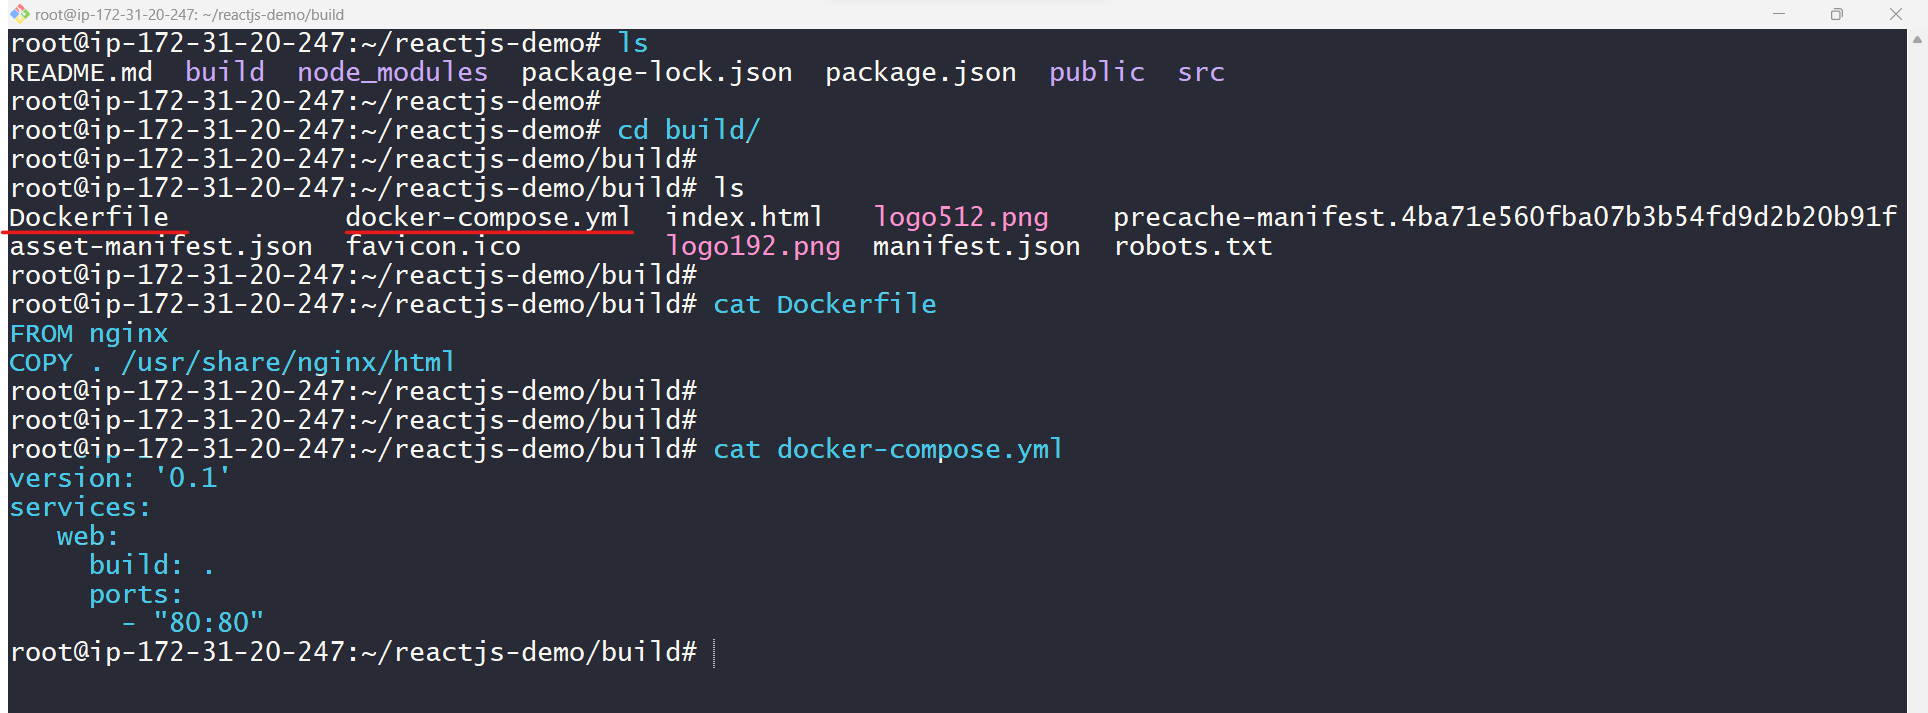 root@ip-172-31-20-247: ~/reactjs-demo/build
root@ip-172-31-20-247:~/reactjs-demo# ls
README.md  build  node_modules  package-lock.json  package.json  public  src
root@ip-172-31-20-247:~/reactjs-demo#
root@ip-172-31-20-247:~/reactjs-demo# cd build/
root@ip-172-31-20-247:~/reactjs-demo/build#
root@ip-172-31-20-247:~/reactjs-demo/build# ls
Dockerfile           docker-compose.yml  index.html   logo512.png    precache-manifest.4ba71e560fba07b3b54fd9d2b20b91f
asset-manifest.json  favicon.ico         logo192.png  manifest.json  robots.txt
root@ip-172-31-20-247:~/reactjs-demo/build#
root@ip-172-31-20-247:~/reactjs-demo/build# cat Dockerfile
FROM nginx
COPY . /usr/share/nginx/html
root@ip-172-31-20-247:~/reactjs-demo/build#
root@ip-172-31-20-247:~/reactjs-demo/build#
root@ip-172-31-20-247:~/reactjs-demo/build# cat docker-compose.yml
version: '0.1'
services:
   web:
     build: .
     ports:
       - "80:80"
root@ip-172-31-20-247:~/reactjs-demo/build#